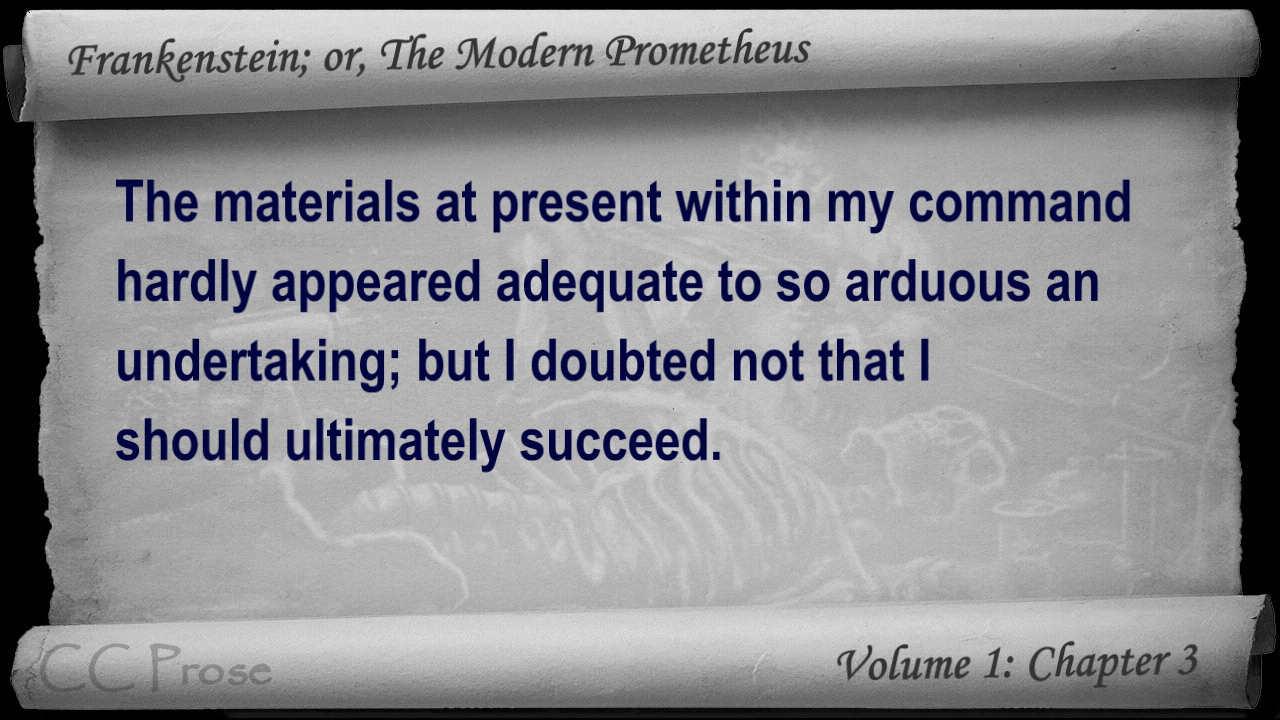 Frankenstein; or, The Modern Prometheus
The materials at present within my command
hardly appeared adequate to so arduous an
undertaking; but I doubted not that I
should ultimately succeed.
CC Prose
Volume 1: Chapter 3